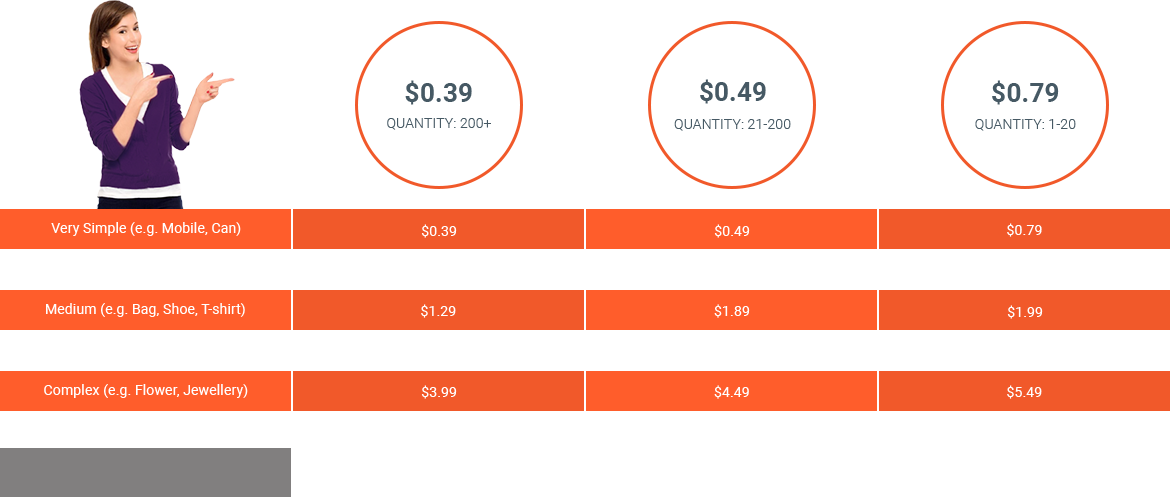 $0.39
QUANTITY: 200+
$0.49
QUANTITY: 21-200
$0.79
QUANTITY: 1-20
Very Simple (e.g. Mobile, Can) $0.39 $0.49 $0.79
Medium (e.g. Bag, Shoe, T-shirt) $1.29 $1.89 $1.99
Complex (e.g. Flower, Jewellery) $3.99 $4.49 $5.49